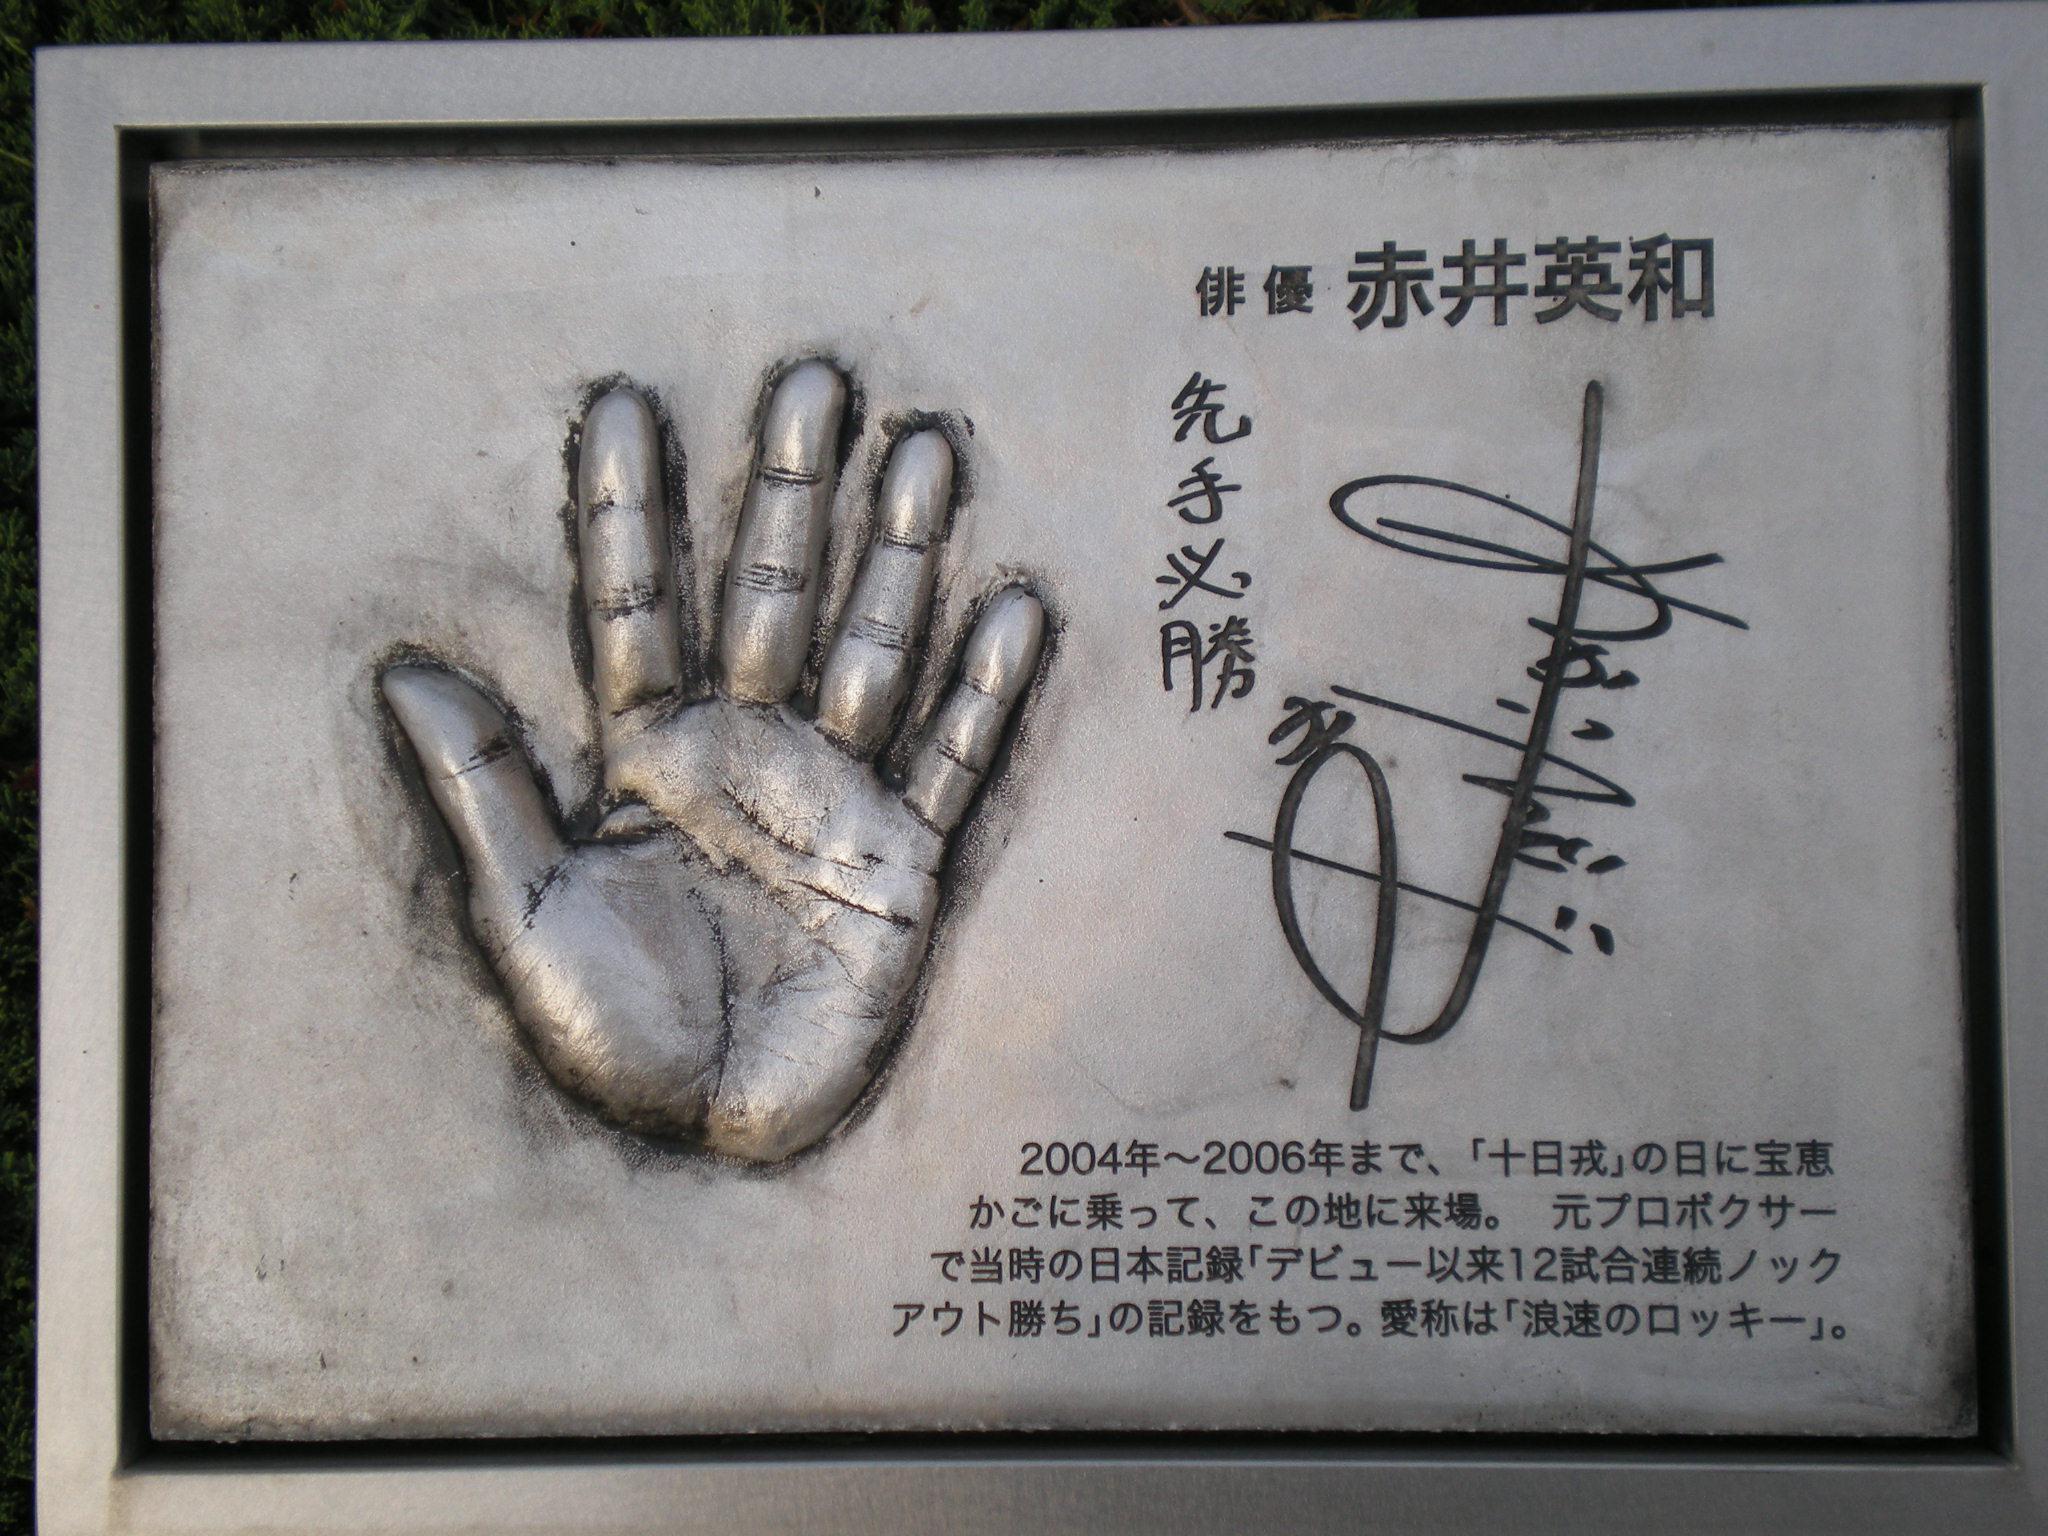 俳優 赤井英和
先手必勝
2004年～2006年まで、「十日戎」の日に宝恵
かごに乗って、この地に来場。 元プロボクサー
で当時の日本記録「デビュー以来12試合連続ノック
アウト勝ち」の記録をもつ。愛称は「浪速のロッキー」。